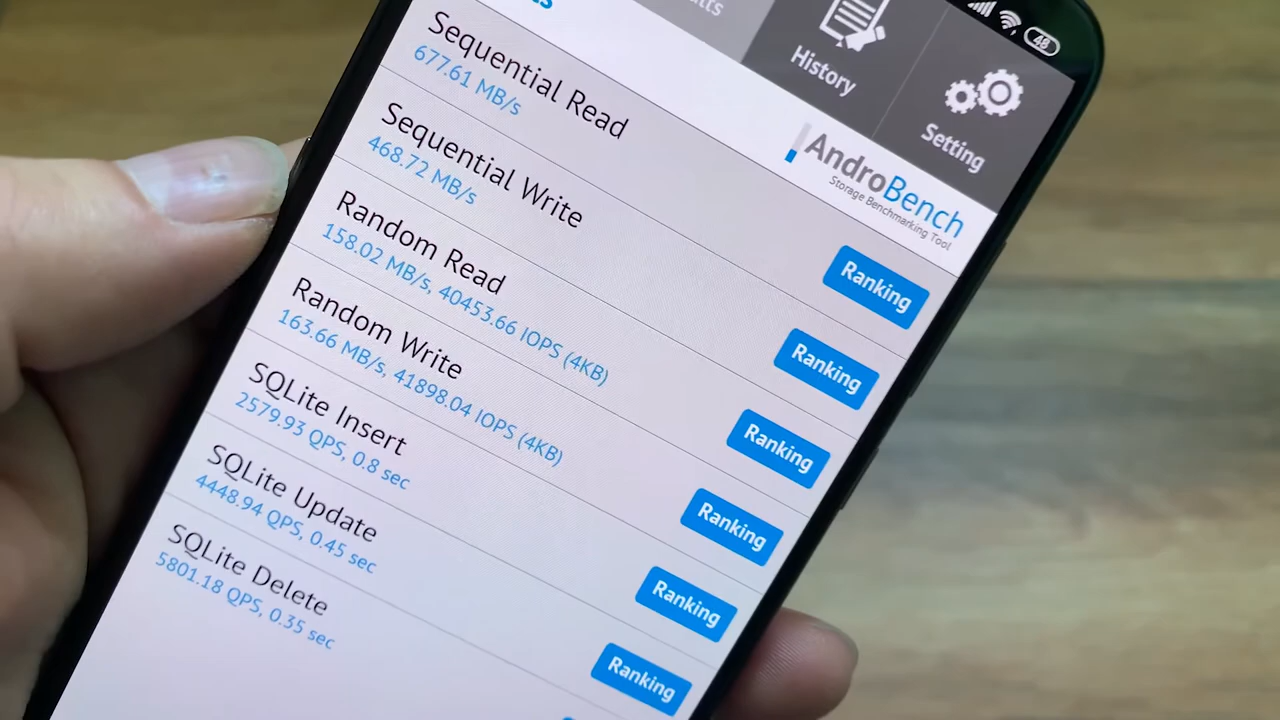 48
History
Setting
AndroBench
Storage Benchmarking Tool
Sequential Read
677.61 MB/s
Ranking
Sequential Write
468.72 MB/s
Ranking
Random Read
158.02 MB/s, 40453.66 IOPS (4KB)
Ranking
Random Write
163.66 MB/s, 41898.04 IOPS (4KB)
Ranking
SQLite Insert
2579.93 QPS, 0.8 sec
Ranking
SQLite Update
4448.94 QPS, 0.45 sec
Ranking
SQLite Delete
5801.18 QPS, 0.35 sec